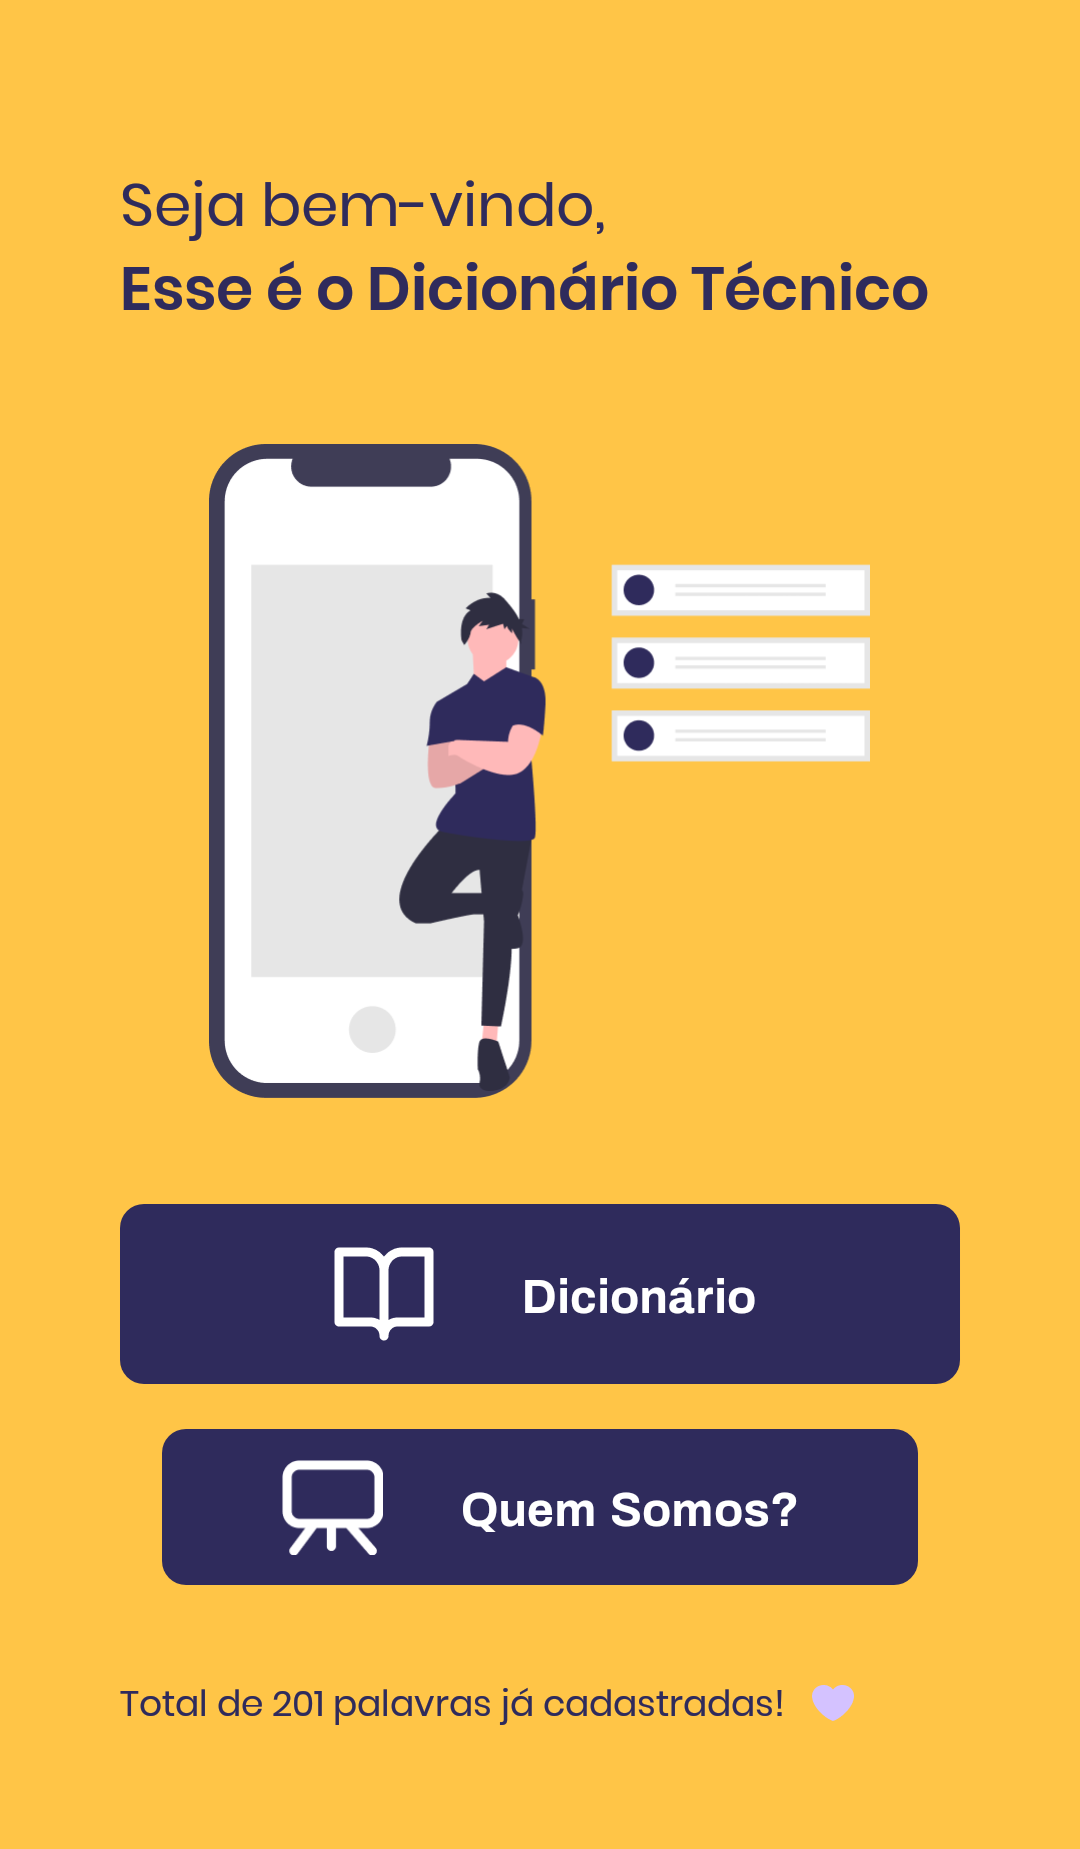 Seja bem-vindo,
Esse é o Dicionário Técnico
Dicionário
Quem Somos?
Total de 201 palavras já cadastradas!